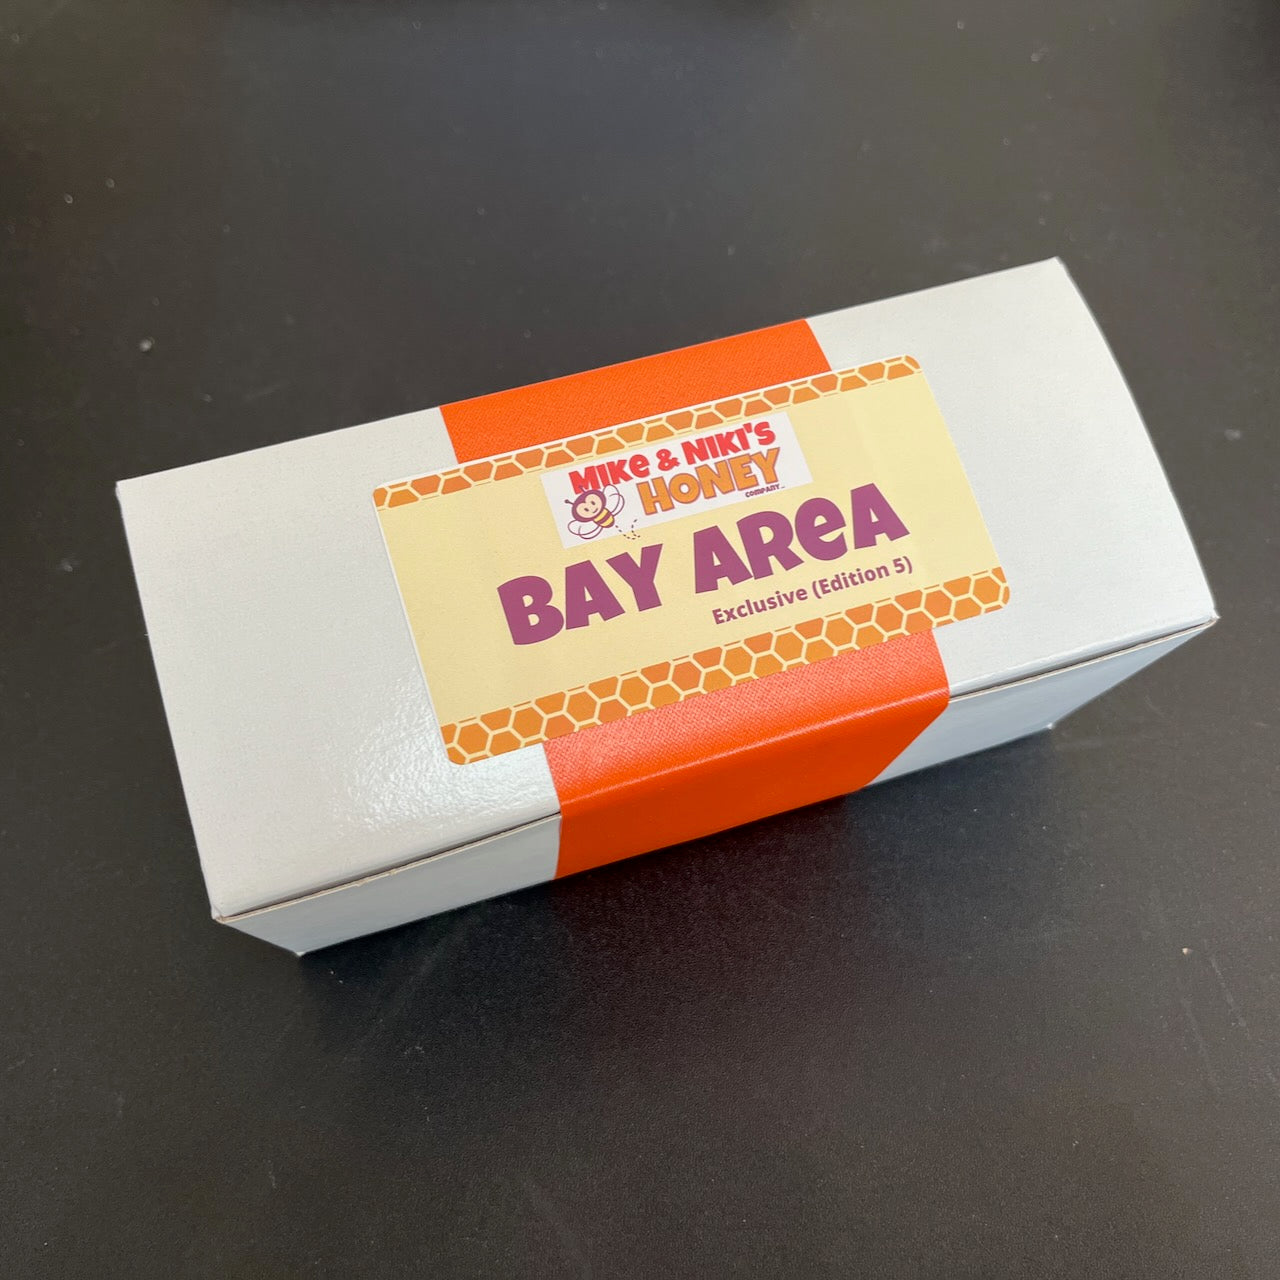 MIKe & NIKI'S
HONEY
COMPANY
BAY AReA
Exclusive (Edition 5)